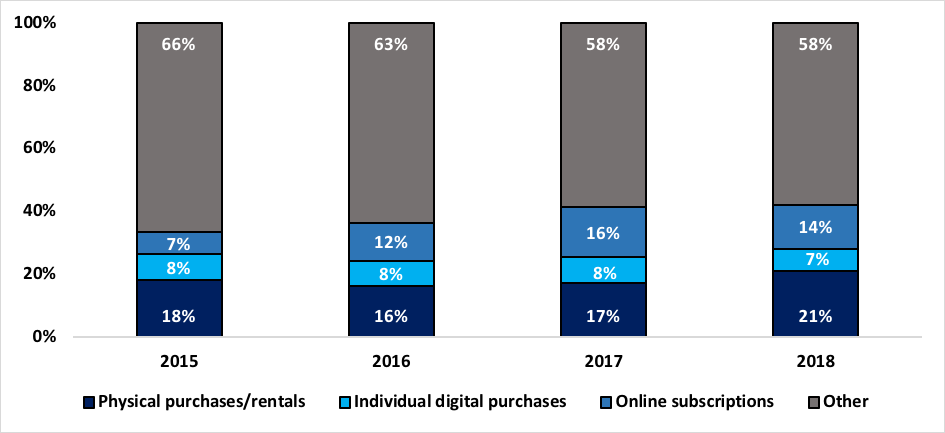 100%
66% 63% 58% 58%
80%
60%
40%
16% 14%
12%
7%
20%
8% 8% 8% 7%
18% 16% 17% 21%
0%
2015 2016 2017 2018
Physical purchases/rentals Individual digital purchases Online subscriptions Other